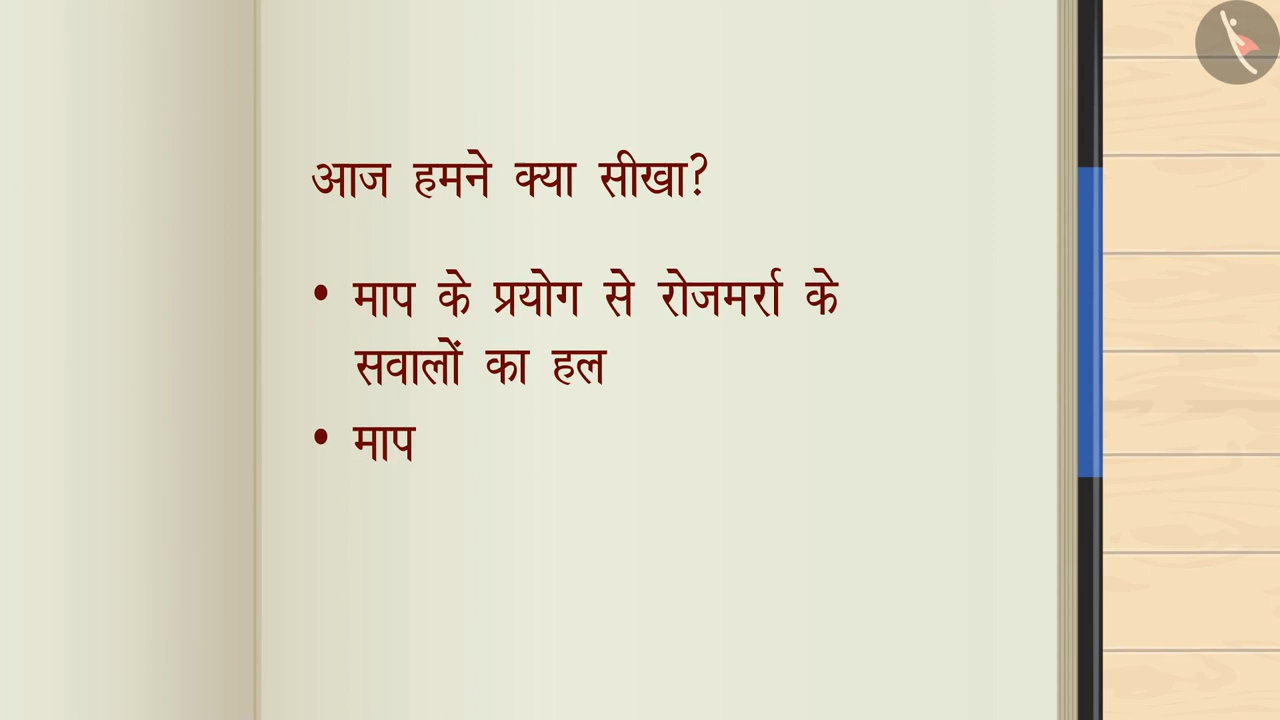 आज हमने क्या सीखा?
• माप के प्रयोग से रोजमर्रा के
सवालों का हल
• माप